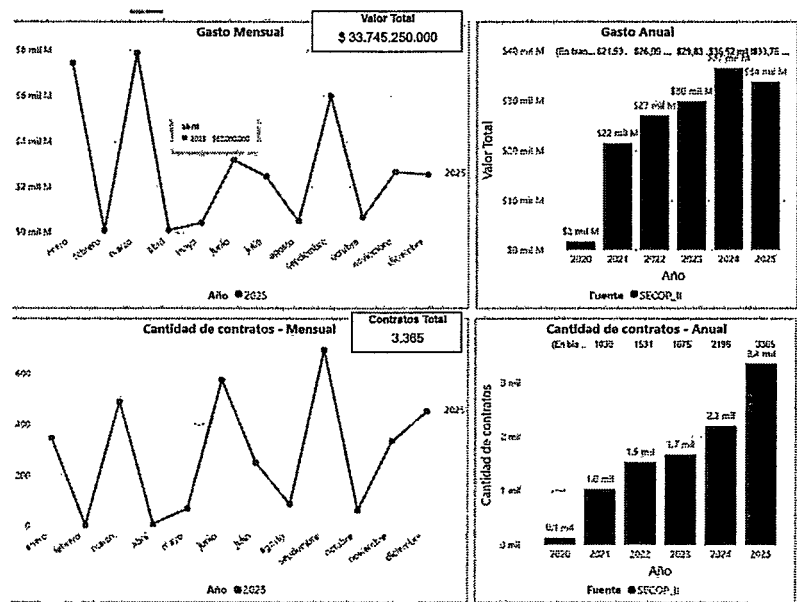 Gasto Mensual
Valor Total
$ 33.745.250.000
$8 mil M
$6 mil M
$4 mil M
$2 mil M
$0 mil M
abril
2025
2025
enero
febrero
marzo
abril
mayo
junio
julio
agosto
septiembre
octubre
noviembre
diciembre
Año 2025
Gasto Anual
Valor Total
$40 mil M
$30 mil M
$20 mil M
$10 mil M
$0 mil M
$22 mil M
$27 mil M
$30 mil M
$34 mil M
2020
2021
2022
2023
2024
2025
Año
Fuente SECOP_II
Cantidad de contratos - Mensual
Contratos Total
3.365
600
400
200
0
2025
enero
febrero
marzo
abril
mayo
junio
julio
agosto
septiembre
octubre
noviembre
diciembre
Año 2025
Cantidad de contratos - Anual
1531
1675
2196
3365
Cantidad de contratos
3 mil
2 mil
1 mil
0 mil
0.1 mil
1.0 mil
1.5 mil
1.7 mil
2.2 mil
3.4 mil
2020
2021
2022
2023
2024
2025
Año
Fuente SECOP_II